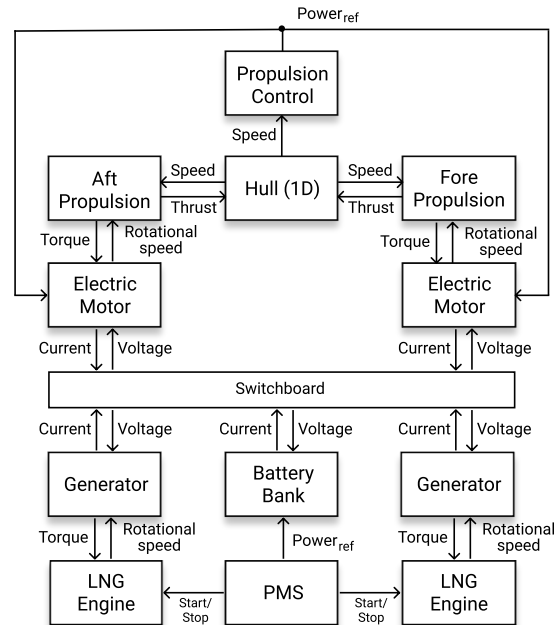 Power_ref
Propulsion
Control
Speed
Aft
Propulsion
Speed
Thrust
Hull (1D)
Speed
Thrust
Fore
Propulsion
Torque
Rotational
speed
Torque
Rotational
speed
Electric
Motor
Electric
Motor
Current
Voltage
Current
Voltage
Switchboard
Current
Voltage
Current
Voltage
Current
Voltage
Generator
Battery
Bank
Generator
Torque
Rotational
speed
Power_ref
Torque
Rotational
speed
LNG
Engine
Start/
Stop
PMS
Start/
Stop
LNG
Engine